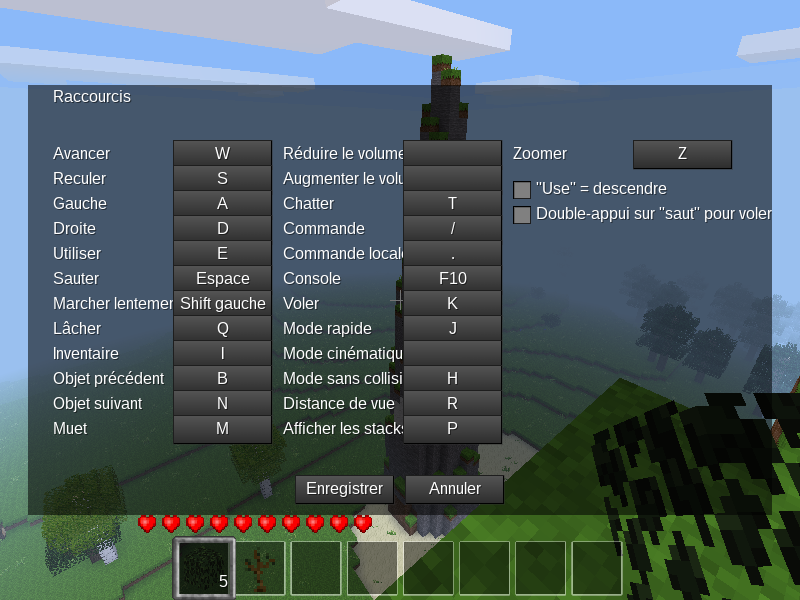 Raccourcis
Avancer W Réduire le volume Zoomer Z
Reculer S Augmenter le volu "Use" = descendre
Gauche A Chatter T Double-appui sur "saut" pour voler
Droite D Commande /
Utiliser E Commande locale .
Sauter Espace Console F10
Marcher lentemen Shift gauche Voler K
Lâcher Q Mode rapide J
Inventaire I Mode cinématiqu
Objet précédent B Mode sans collisi H
Objet suivant N Distance de vue R
Muet M Afficher les stacks P
Enregistrer Annuler
5